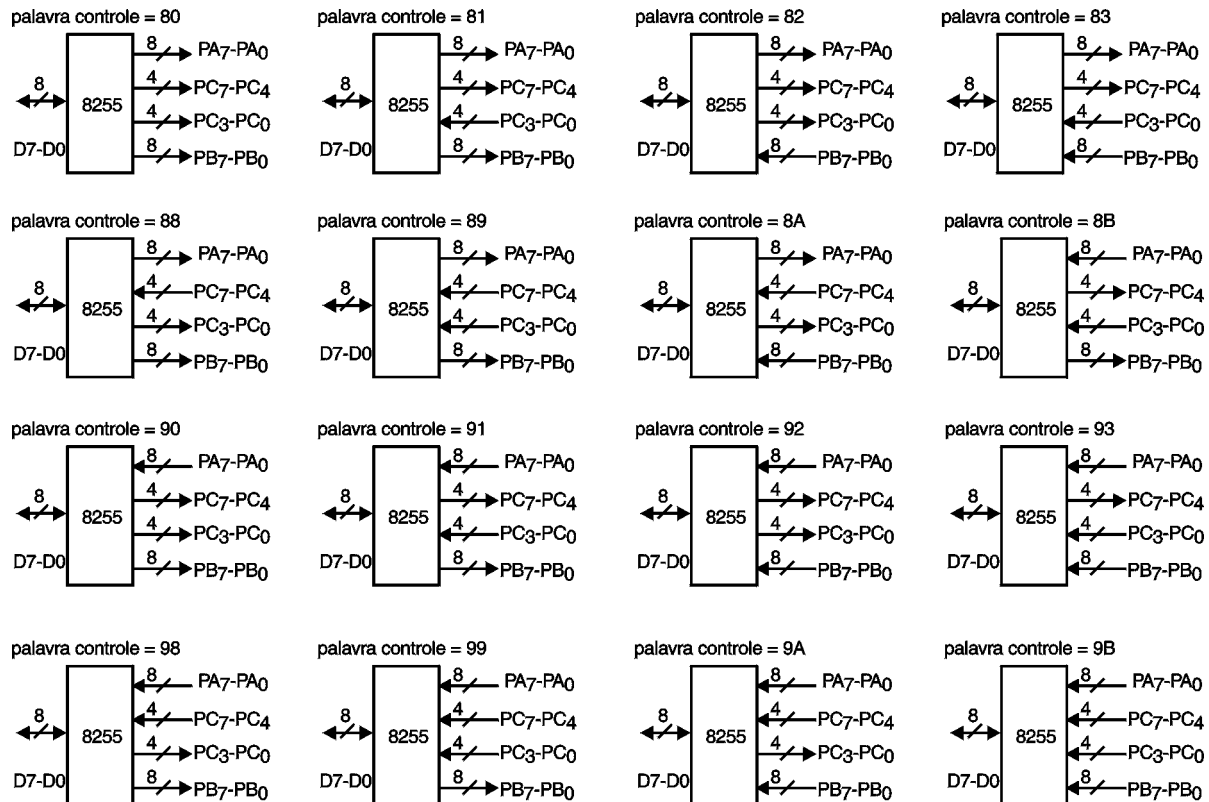 palavra controle = 80
8
PA7-PA0
4
PC7-PC4
8
8255
4
PC3-PC0
D7-D0
8
PB7-PB0
palavra controle = 81
8
PA7-PA0
4
PC7-PC4
8
8255
4
PC3-PC0
D7-D0
8
PB7-PB0
palavra controle = 82
8
PA7-PA0
4
PC7-PC4
8
8255
4
PC3-PC0
D7-D0
8
PB7-PB0
palavra controle = 83
8
PA7-PA0
4
PC7-PC4
8
8255
4
PC3-PC0
D7-D0
8
PB7-PB0
palavra controle = 88
8
PA7-PA0
4
PC7-PC4
8
8255
4
PC3-PC0
D7-D0
8
PB7-PB0
palavra controle = 89
8
PA7-PA0
4
PC7-PC4
8
8255
4
PC3-PC0
D7-D0
8
PB7-PB0
palavra controle = 8A
8
PA7-PA0
4
PC7-PC4
8
8255
4
PC3-PC0
D7-D0
8
PB7-PB0
palavra controle = 8B
8
PA7-PA0
4
PC7-PC4
8
8255
4
PC3-PC0
D7-D0
8
PB7-PB0
palavra controle = 90
8
PA7-PA0
4
PC7-PC4
8
8255
4
PC3-PC0
D7-D0
8
PB7-PB0
palavra controle = 91
8
PA7-PA0
4
PC7-PC4
8
8255
4
PC3-PC0
D7-D0
8
PB7-PB0
palavra controle = 92
8
PA7-PA0
4
PC7-PC4
8
8255
4
PC3-PC0
D7-D0
8
PB7-PB0
palavra controle = 93
8
PA7-PA0
4
PC7-PC4
8
8255
4
PC3-PC0
D7-D0
8
PB7-PB0
palavra controle = 98
8
PA7-PA0
4
PC7-PC4
8
8255
4
PC3-PC0
D7-D0
8
PB7-PB0
palavra controle = 99
8
PA7-PA0
4
PC7-PC4
8
8255
4
PC3-PC0
D7-D0
8
PB7-PB0
palavra controle = 9A
8
PA7-PA0
4
PC7-PC4
8
8255
4
PC3-PC0
D7-D0
8
PB7-PB0
palavra controle = 9B
8
PA7-PA0
4
PC7-PC4
8
8255
4
PC3-PC0
D7-D0
8
PB7-PB0